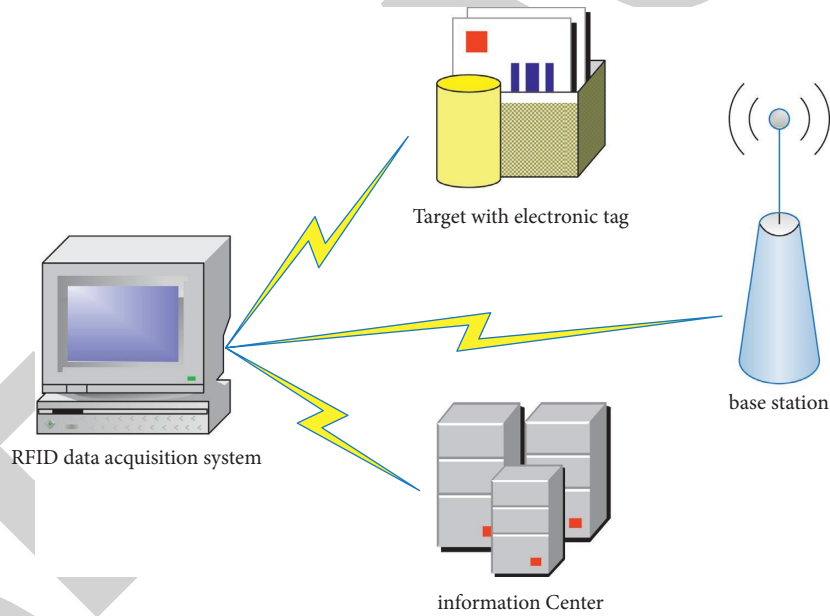 Target with electronic tag
base station
RFID data acquisition system
information Center